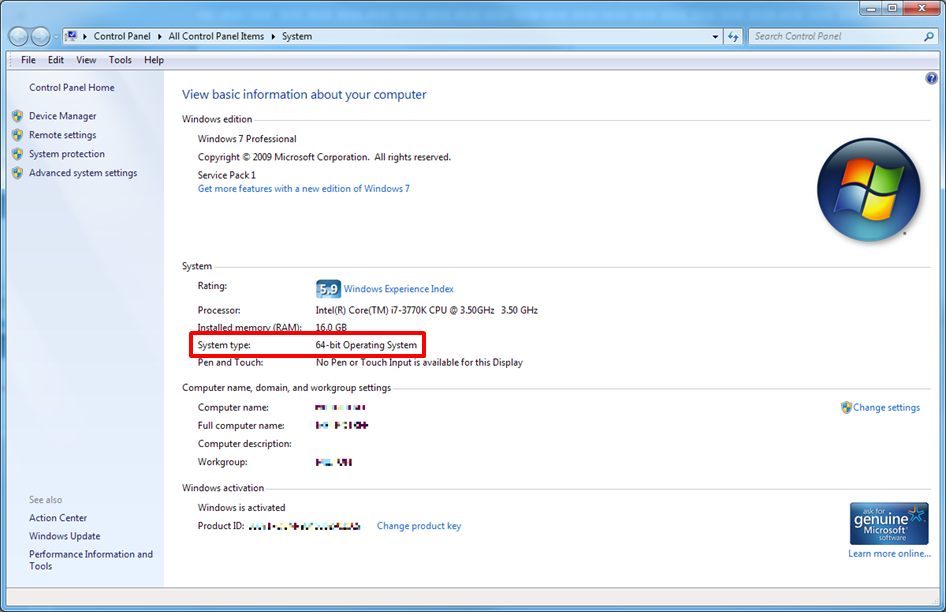 Control Panel ▸ All Control Panel Items ▸ System
Search Control Panel
File Edit View Tools Help
Control Panel Home
Device Manager
Remote settings
System protection
Advanced system settings
See also
Action Center
Windows Update
Performance Information and
Tools
View basic information about your computer
Windows edition
Windows 7 Professional
Copyright © 2009 Microsoft Corporation. All rights reserved.
Service Pack 1
Get more features with a new edition of Windows 7
System
Rating: 5.9 Windows Experience Index
Processor: Intel(R) Core(TM) i7-3770K CPU @ 3.50GHz 3.50 GHz
Installed memory (RAM): 16.0 GB
System type: 64-bit Operating System
Pen and Touch: No Pen or Touch Input is available for this Display
Computer name, domain, and workgroup settings
Computer name:
Change settings
Full computer name:
Computer description:
Workgroup:
Windows activation
Windows is activated
Product ID: Change product key
ask for
genuine
Microsoft
software
Learn more online...